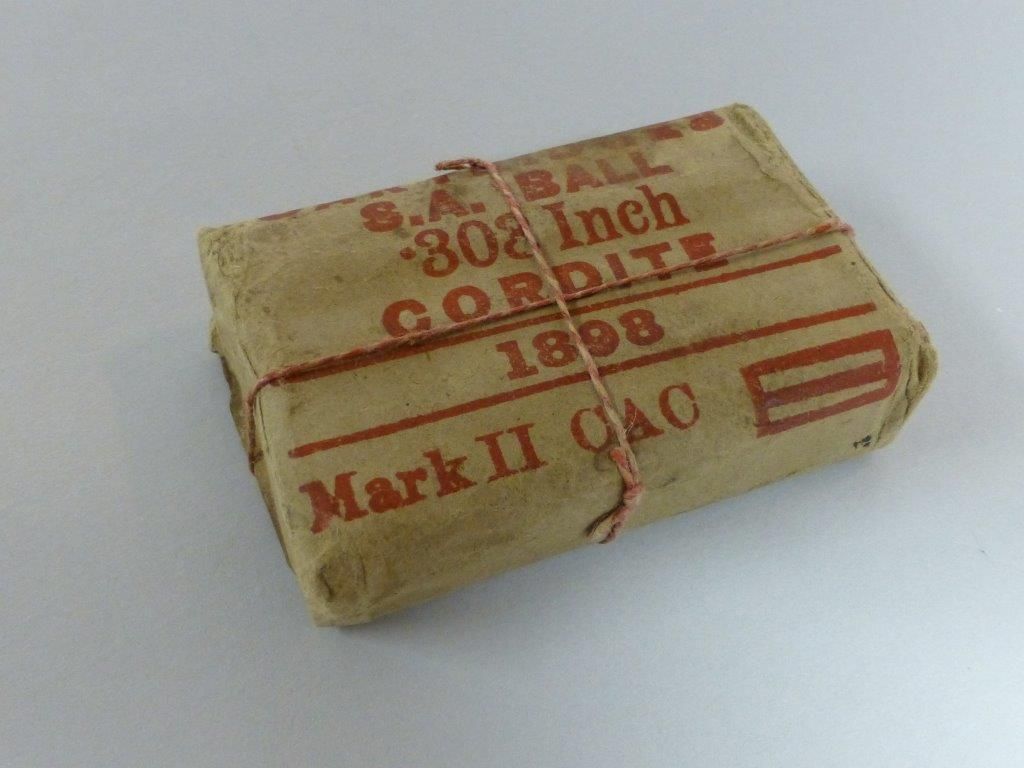 S.A. BALL
.303 Inch
CORDITE
1898
Mark II CAC